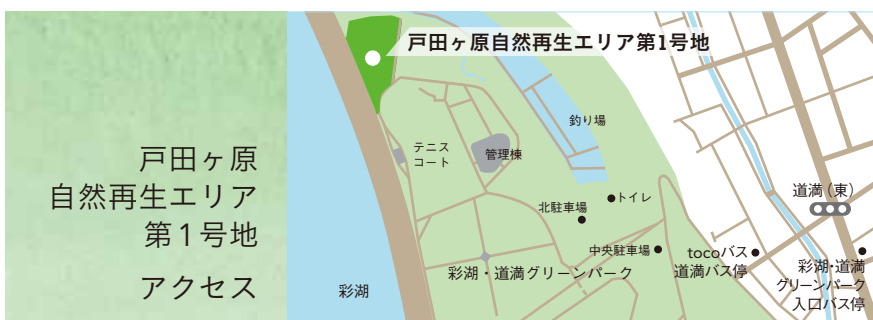 戸田ヶ原
自然再生エリア
第1号地
アクセス
戸田ヶ原自然再生エリア第1号地
釣り場
テニス
コート
管理棟
トイレ
北駐車場
中央駐車場
彩湖・道満グリーンパーク
彩湖
道満（東）
tocoバス
道満バス停
彩湖・道満
グリーンパーク
入口バス停